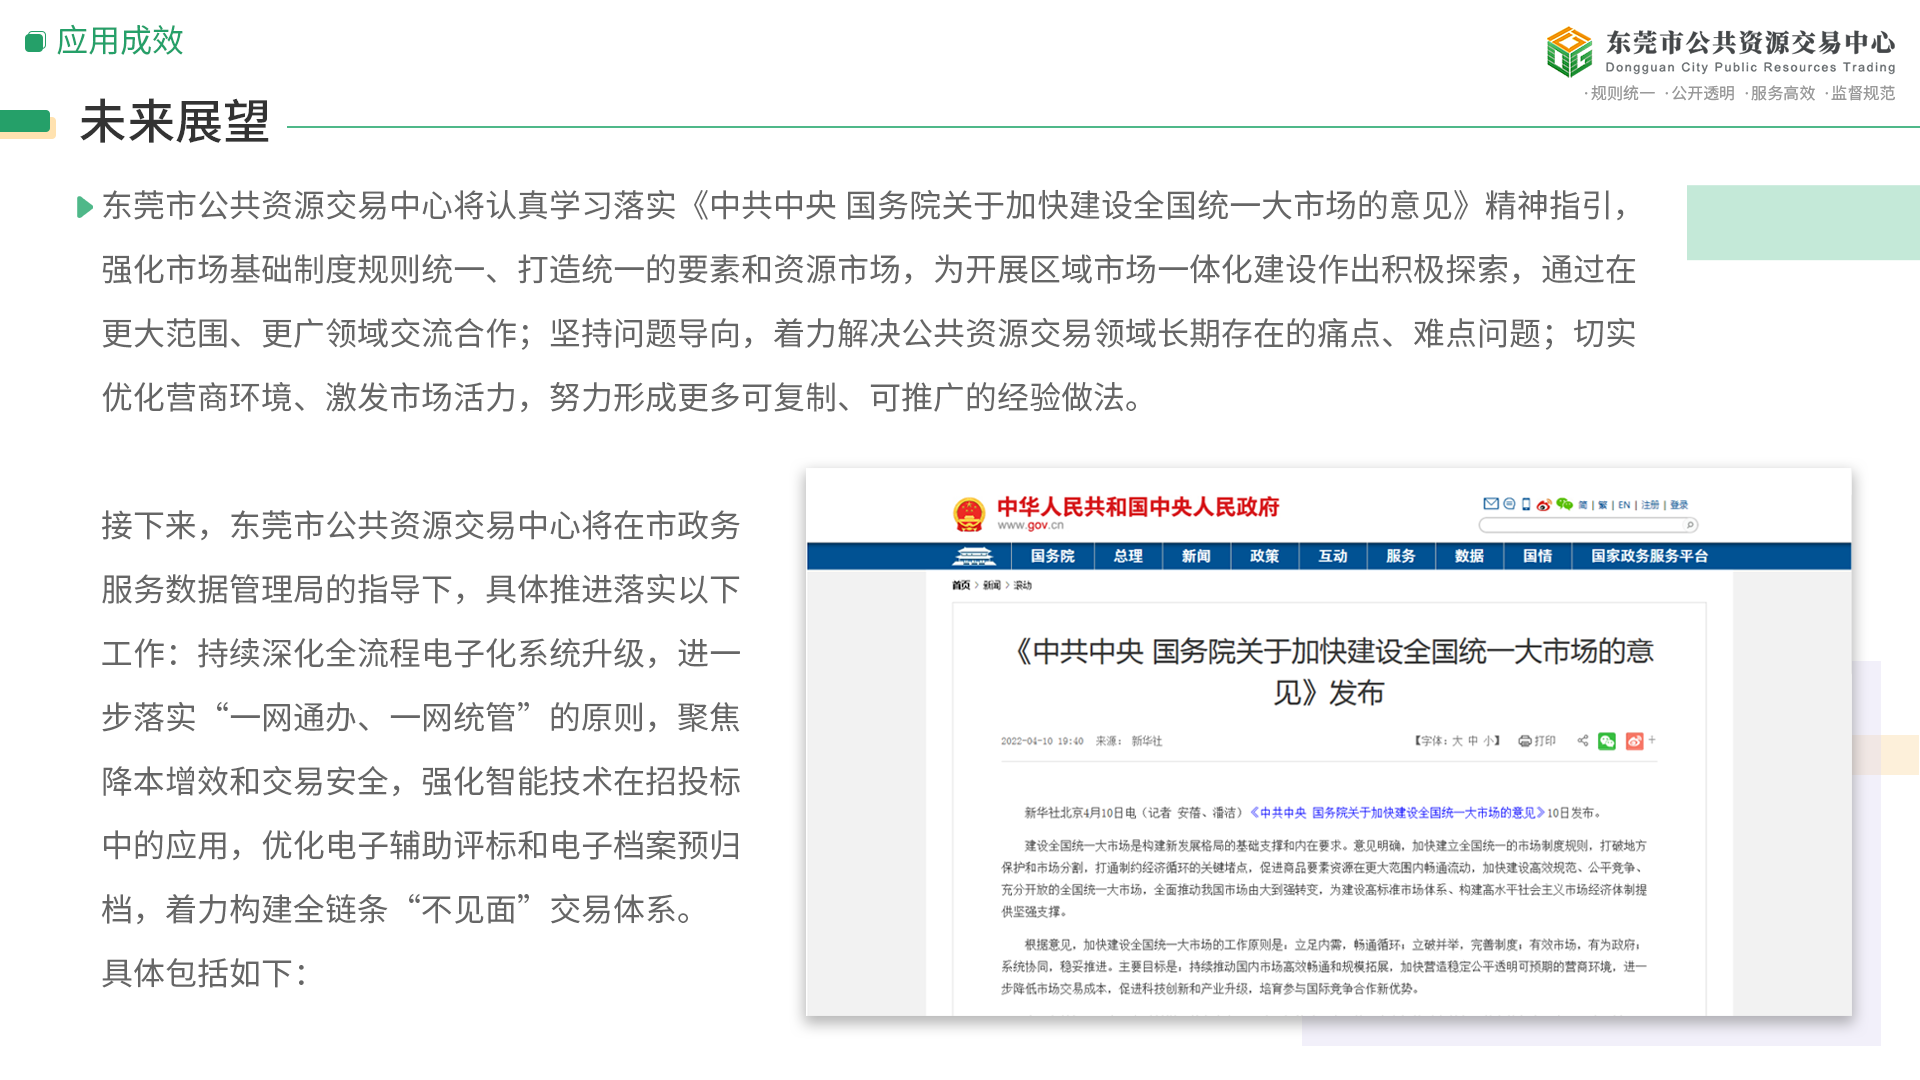 应用成效
东莞市公共资源交易中心
Dongguan City Public Resources Trading
·规则统一 ·公开透明 ·服务高效 ·监督规范
未来展望
东莞市公共资源交易中心将认真学习落实《中共中央 国务院关于加快建设全国统一大市场的意见》精神指引，
强化市场基础制度规则统一、打造统一的要素和资源市场，为开展区域市场一体化建设作出积极探索，通过在
更大范围、更广领域交流合作；坚持问题导向，着力解决公共资源交易领域长期存在的痛点、难点问题；切实
优化营商环境、激发市场活力，努力形成更多可复制、可推广的经验做法。
接下来，东莞市公共资源交易中心将在市政务
服务数据管理局的指导下，具体推进落实以下
工作：持续深化全流程电子化系统升级，进一
步落实“一网通办、一网统管”的原则，聚焦
降本增效和交易安全，强化智能技术在招投标
中的应用，优化电子辅助评标和电子档案预归
档，着力构建全链条“不见面”交易体系。
具体包括如下：
中华人民共和国中央人民政府
www.gov.cn
简 | 繁 | EN | 注册 | 登录
国务院 总理 新闻 政策 互动 服务 数据 国情 国家政务服务平台
首页 > 新闻 > 滚动
《中共中央 国务院关于加快建设全国统一大市场的意
见》发布
2022-04-10 19:40 来源： 新华社 【字体：大 中 小】 打印 +
新华社北京4月10日电（记者 安蓓、潘洁）《中共中央 国务院关于加快建设全国统一大市场的意见》10日发布。
建设全国统一大市场是构建新发展格局的基础支撑和内在要求。意见明确，加快建立全国统一的市场制度规则，打破地方
保护和市场分割，打通制约经济循环的关键堵点，促进商品要素资源在更大范围内畅通流动，加快建设高效规范、公平竞争、
充分开放的全国统一大市场，全面推动我国市场由大到强转变，为建设高标准市场体系、构建高水平社会主义市场经济体制提
供坚强支撑。
根据意见，加快建设全国统一大市场的工作原则是：立足内需，畅通循环；立破并举，完善制度；有效市场，有为政府；
系统协同，稳妥推进。主要目标是：持续推动国内市场高效畅通和规模拓展，加快营造稳定公平透明可预期的营商环境，进一
步降低市场交易成本，促进科技创新和产业升级，培育参与国际竞争合作新优势。